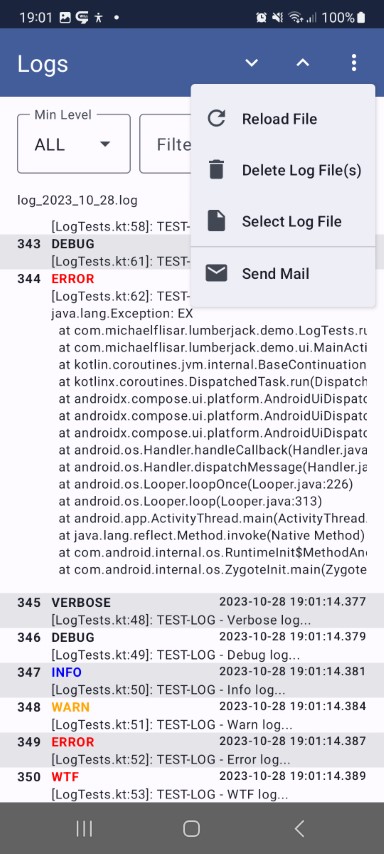 19:01
100%
Logs
Reload File
Delete Log File(s)
Select Log File
Send Mail
Min Level
ALL
Filte
log_2023_10_28.log
[LogTests.kt:58]: TEST-
343 DEBUG
[LogTests.kt:61]: TEST-
344 ERROR
[LogTests.kt:62]: TEST-
java.lang.Exception: EX
at com.michaelflisar.lumberjack.demo.LogTests.ru
at com.michaelflisar.lumberjack.demo.ui.MainActi
at kotlin.coroutines.jvm.internal.BaseContinuation
at kotlinx.coroutines.DispatchedTask.run(Dispatch
at androidx.compose.ui.platform.AndroidUiDispatc
at androidx.compose.ui.platform.AndroidUiDispatc
at androidx.compose.ui.platform.AndroidUiDispatc
at android.os.Handler.handleCallback(Handler.java
at android.os.Handler.dispatchMessage(Handler.ja
at android.os.Looper.loopOnce(Looper.java:226)
at android.os.Looper.loop(Looper.java:313)
at android.app.ActivityThread.main(ActivityThread.
at java.lang.reflect.Method.invoke(Native Method)
at com.android.internal.os.RuntimeInit$MethodAn
at com.android.internal.os.ZygoteInit.main(Zygote
345 VERBOSE 2023-10-28 19:01:14.377
[LogTests.kt:48]: TEST-LOG - Verbose log...
346 DEBUG 2023-10-28 19:01:14.379
[LogTests.kt:49]: TEST-LOG - Debug log...
347 INFO 2023-10-28 19:01:14.381
[LogTests.kt:50]: TEST-LOG - Info log...
348 WARN 2023-10-28 19:01:14.384
[LogTests.kt:51]: TEST-LOG - Warn log...
349 ERROR 2023-10-28 19:01:14.387
[LogTests.kt:52]: TEST-LOG - Error log...
350 WTF 2023-10-28 19:01:14.389
[LogTests.kt:53]: TEST-LOG - WTF log...